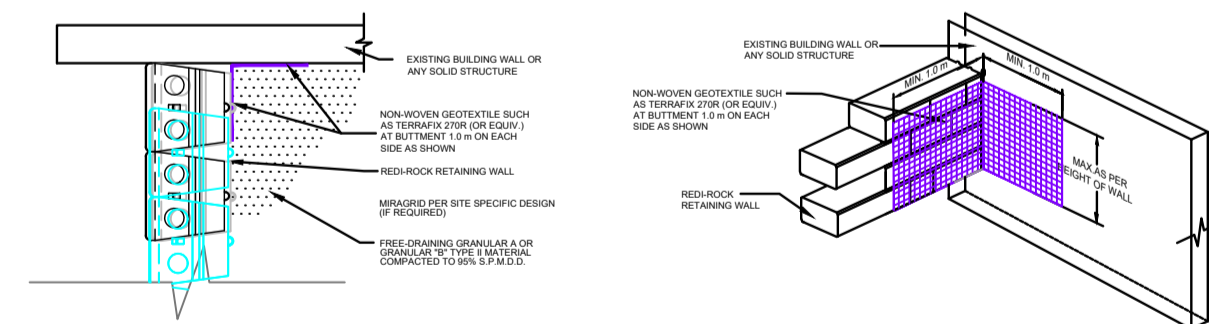 EXISTING BUILDING WALL OR
ANY SOLID STRUCTURE
NON-WOVEN GEOTEXTILE SUCH
AS TERRAFIX 270R (OR EQUIV.)
AT BUTTMENT 1.0 m ON EACH
SIDE AS SHOWN
REDI-ROCK RETAINING WALL
MIRAGRID PER SITE SPECIFIC DESIGN
(IF REQUIRED)
FREE-DRAINING GRANULAR A OR
GRANULAR "B" TYPE II MATERIAL
COMPACTED TO 95% S.P.M.D.D.
EXISTING BUILDING WALL OR
ANY SOLID STRUCTURE
MIN. 1.0 m
MIN. 1.0 m
NON-WOVEN GEOTEXTILE SUCH
AS TERRAFIX 270R (OR EQUIV.)
AT BUTTMENT 1.0 m ON EACH
SIDE AS SHOWN
MAX AS PER
HEIGHT OF WALL
REDI-ROCK
RETAINING WALL